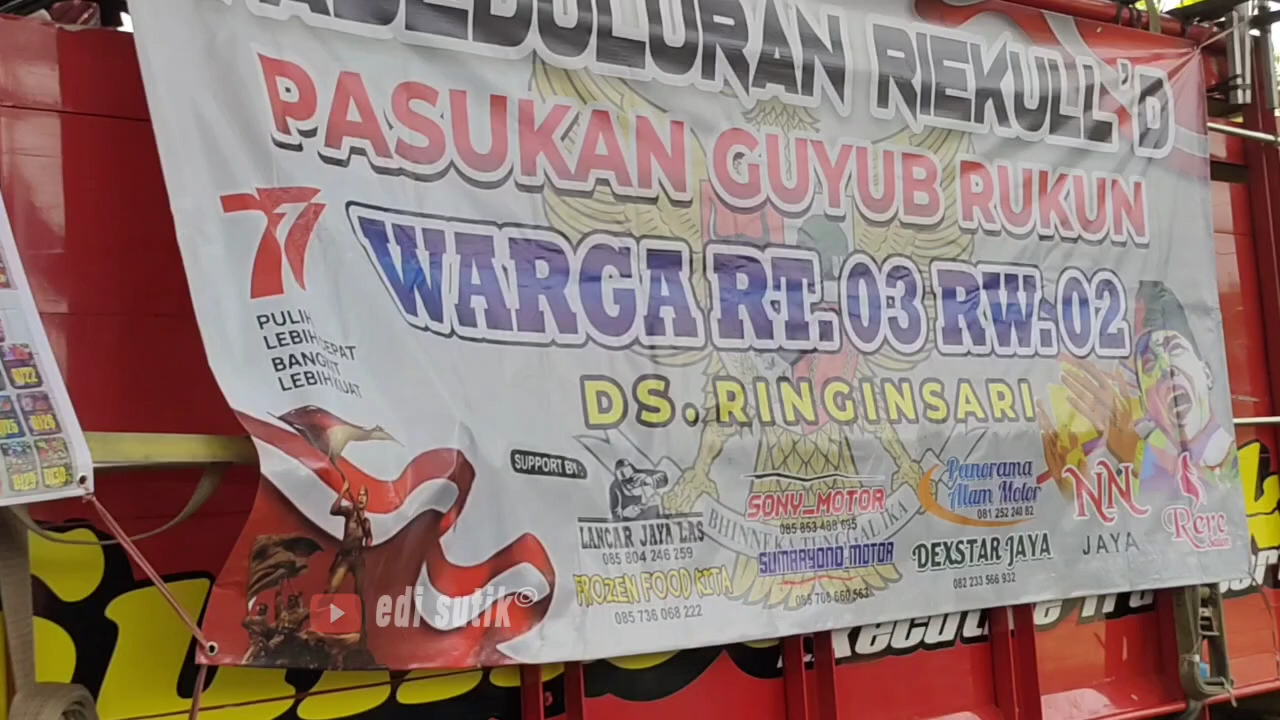 RIEKULL'D
PASUKAN GUYUB RUKUN
77
WARGA RT.03 RW.02
PULIH
LEBIH CEPAT
BANGKIT
LEBIH KUAT
DS.RINGINSARI
SUPPORT BY:
LANCAR JAYA LAS
085 804 246 259
FROZEN FOOD KITA
085 736 068 222
BHINNEKA TUNGGAL IKA
SONY_MOTOR
085 853 488 695
SUMARYONO MOTOR
085 708 660 563
Panorama
Alam Motor
081 252 240 82
DEXSTAR JAYA
082 233 566 932
NN
JAYA
Rere
Salon
edi sutik©